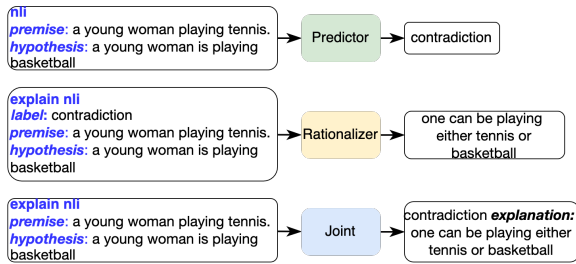 nli
premise: a young woman playing tennis.
hypothesis: a young woman is playing
basketball
Predictor
contradiction
explain nli
label: contradiction
premise: a young woman playing tennis.
hypothesis: a young woman is playing
basketball
Rationalizer
one can be playing
either tennis or
basketball
explain nli
premise: a young woman playing tennis.
hypothesis: a young woman is playing
basketball
Joint
contradiction explanation:
one can be playing either
tennis or basketball